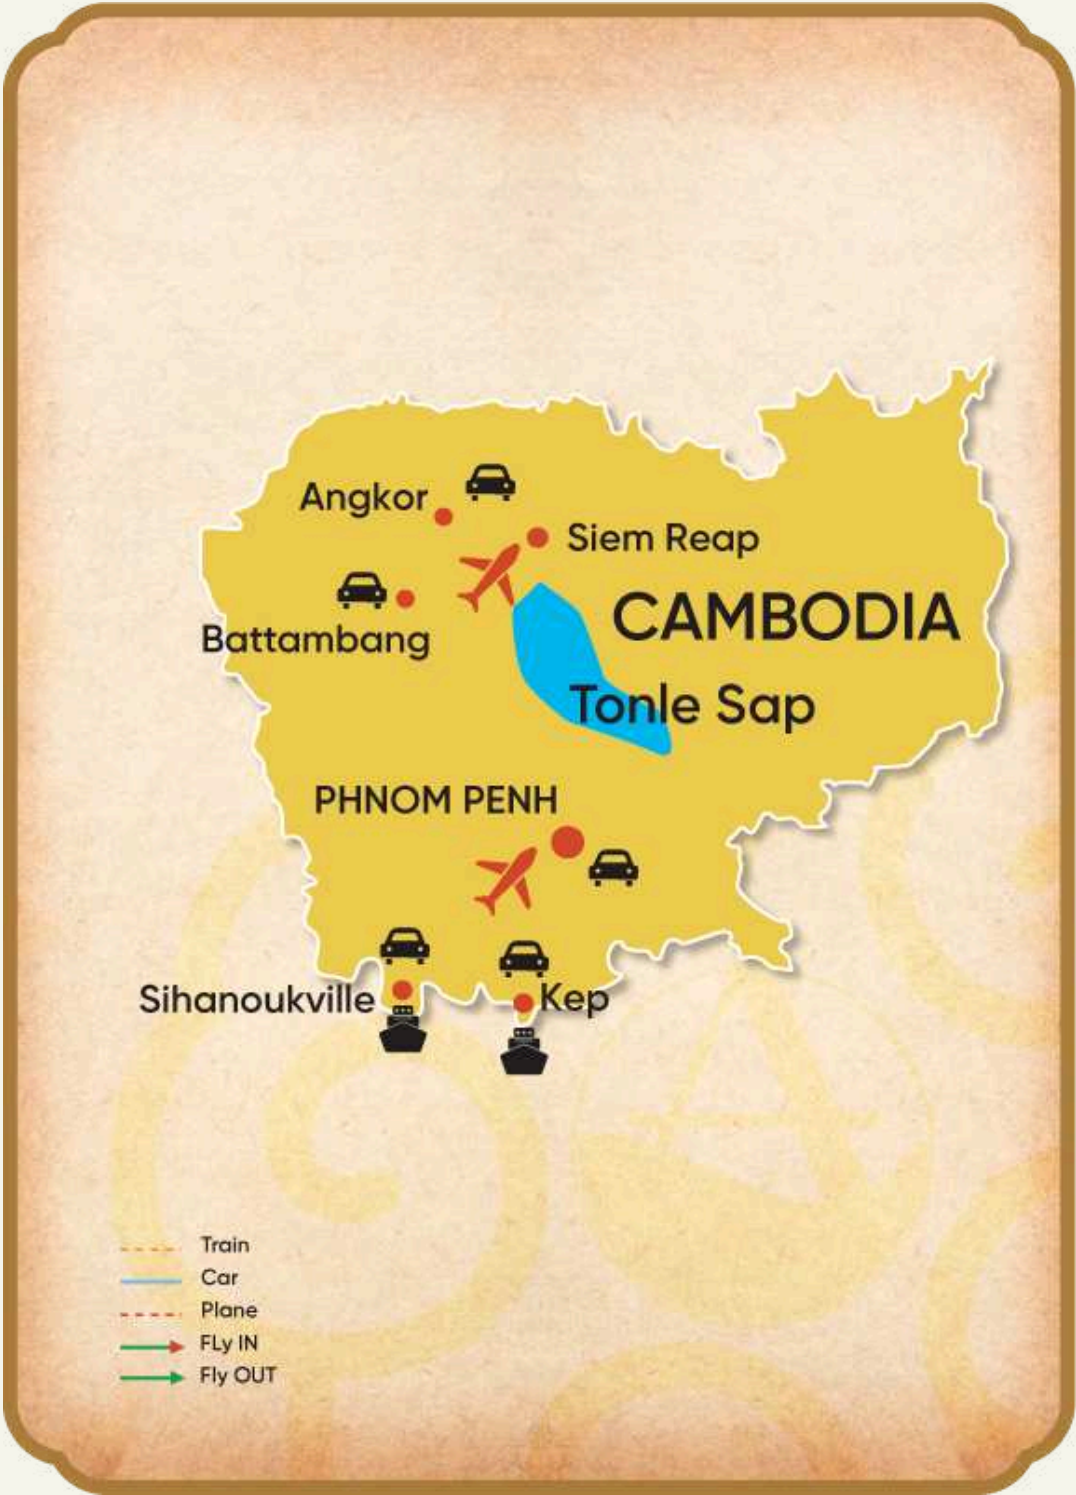 Angkor
Siem Reap
CAMBODIA
Battambang
Tonle Sap
PHNOM PENH
Sihanoukville
Kep
Train
Car
Plane
FLy IN
Fly OUT